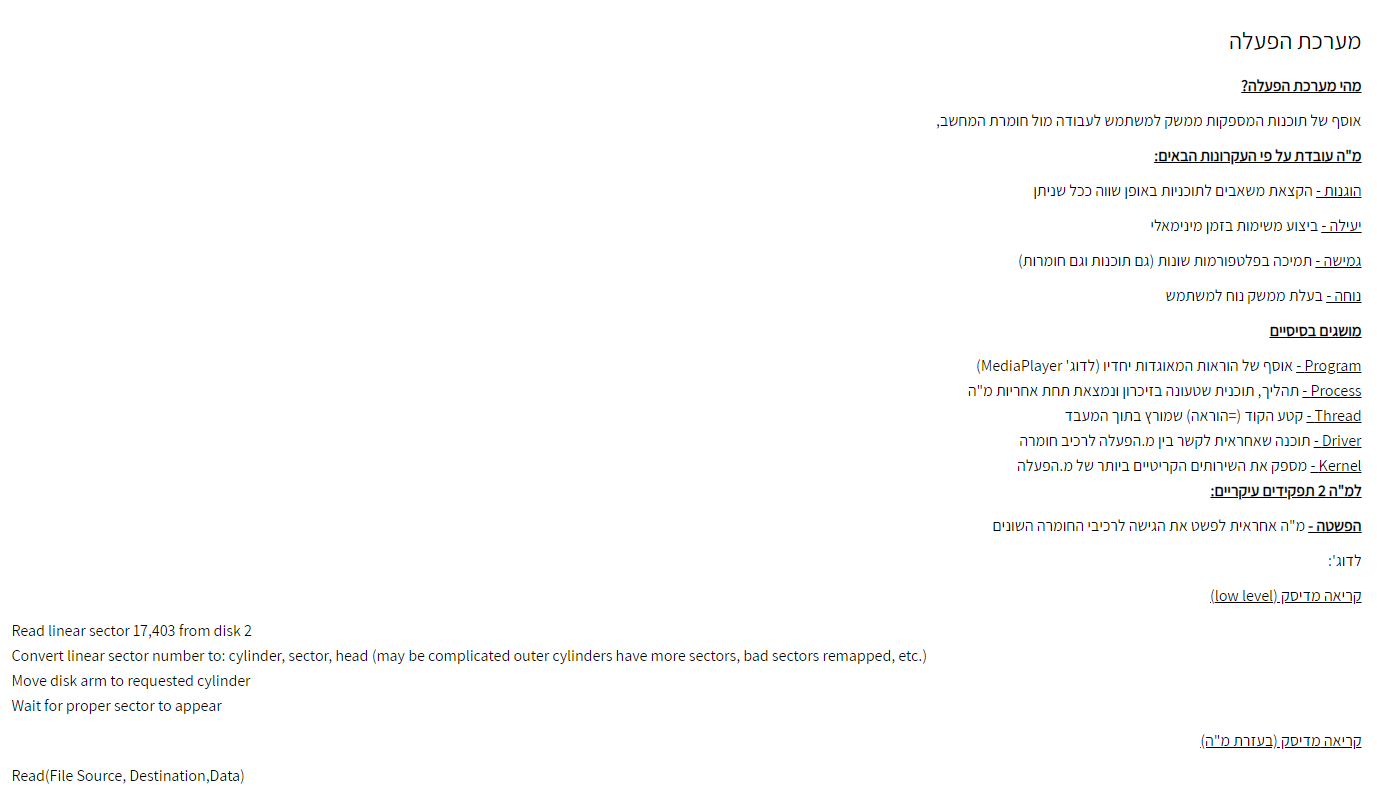 מערכת הפעלה
מהי מערכת הפעלה?
אוסף של תוכנות המספקות ממשק למשתמש לעבודה מול חומרת המחשב,
מ"ה עובדת על פי העקרונות הבאים:
הוגנות - הקצאת משאבים לתוכניות באופן שווה ככל שניתן
יעילה - ביצוע משימות בזמן מינימאלי
גמישה - תמיכה בפלטפורמות שונות (גם תוכנות וגם חומרות)
נוחה - בעלת ממשק נוח למשתמש
מושגים בסיסיים
Program - אוסף של הוראות המאוגדות יחדיו (לדוג' MediaPlayer)
Process - תהליך, תוכנית שטעונה בזיכרון ונמצאת תחת אחריות מ"ה
Thread - קטע הקוד (=הוראה) שמורץ בתוך המעבד
Driver - תוכנה שאחראית לקשר בין מ.הפעלה לרכיב חומרה
Kernel - מספק את השירותים הקריטיים ביותר של מ.הפעלה
למ"ה 2 תפקידים עיקריים:
הפשטה - מ"ה אחראית לפשט את הגישה לרכיבי החומרה השונים
לדוג':
קריאה מדיסק (low level)
Read linear sector 17,403 from disk 2
Convert linear sector number to: cylinder, sector, head (may be complicated outer cylinders have more sectors, bad sectors remapped, etc.)
Move disk arm to requested cylinder
Wait for proper sector to appear
קריאה מדיסק (בעזרת מ"ה)
Read(File Source, Destination,Data)